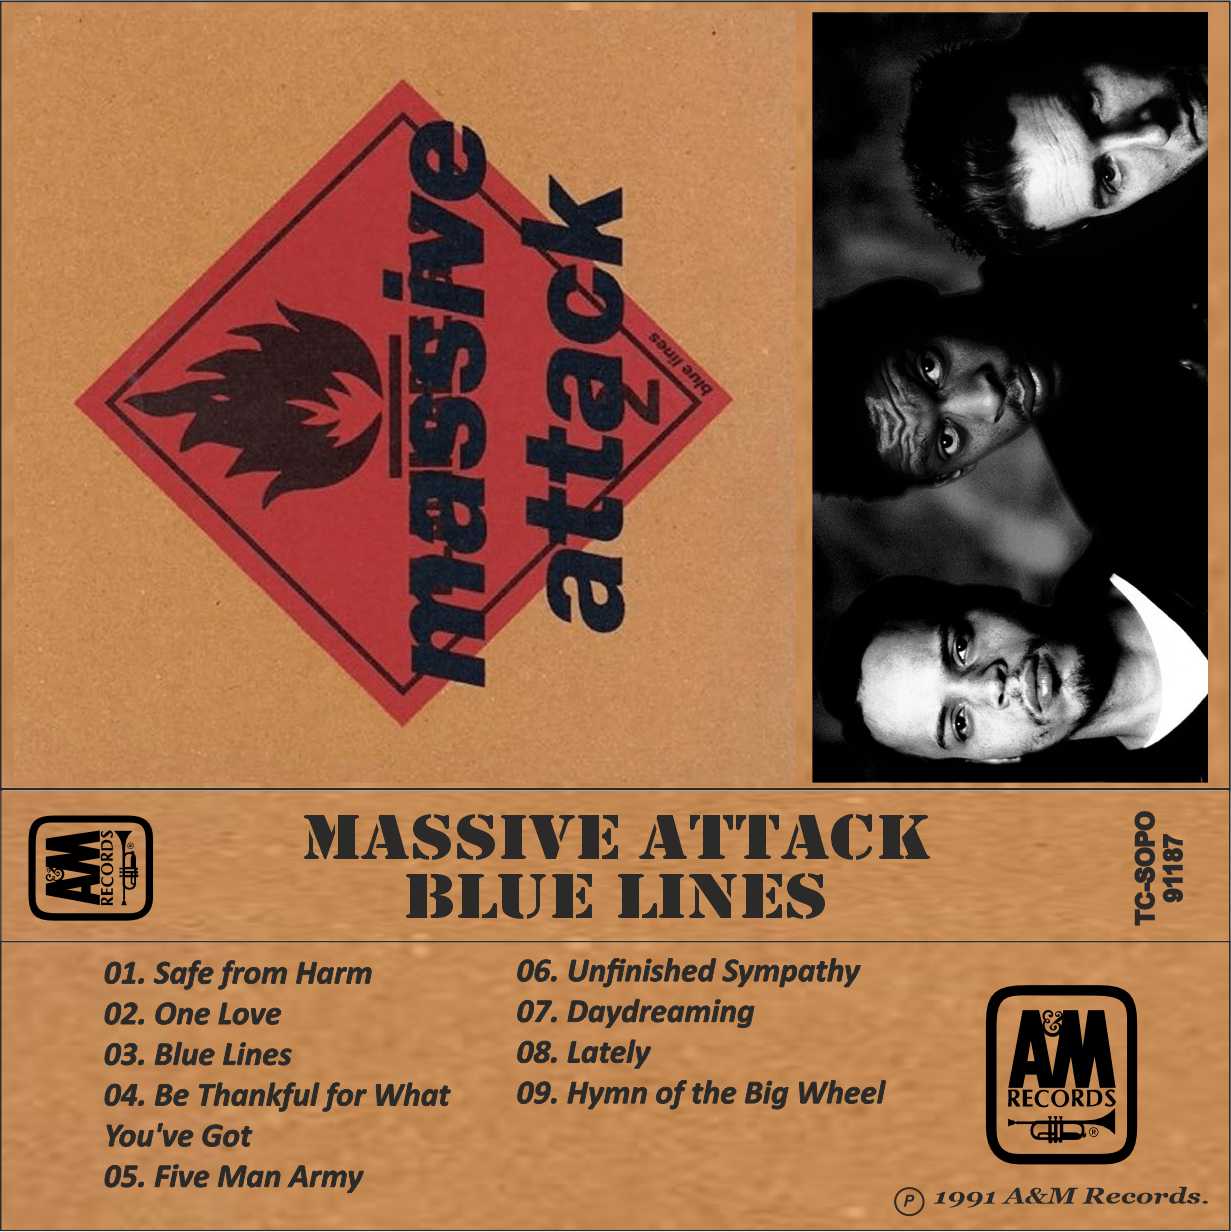 massive
attack
2
blue lines
A&M
RECORDS
®
MASSIVE ATTACK
BLUE LINES
TC-SOPO
91187
01. Safe from Harm
02. One Love
03. Blue Lines
04. Be Thankful for What
You've Got
05. Five Man Army
06. Unfinished Sympathy
07. Daydreaming
08. Lately
09. Hymn of the Big Wheel
A&M
RECORDS
®
℗ 1991 A&M Records.